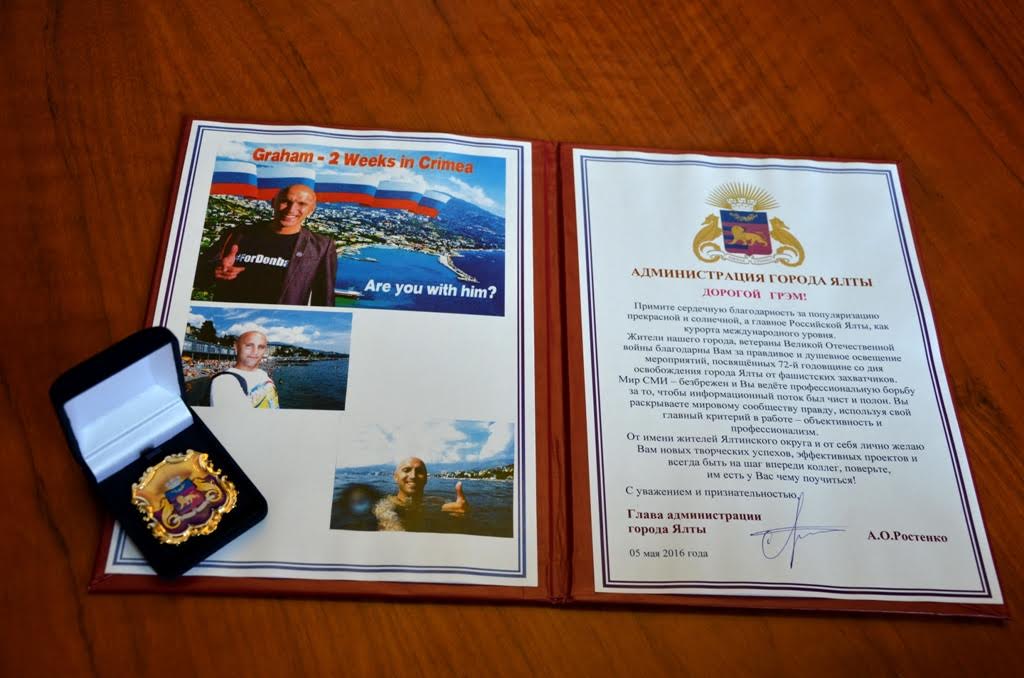 Graham - 2 Weeks in Crimea
#ForDonba
Are you with him?
АДМИНИСТРАЦИЯ ГОРОДА ЯЛТЫ
ДОРОГОЙ ГРЭМ!
Примите сердечную благодарность за популяризацию
прекрасной и солнечной, а главное Российской Ялты, как
курорта международного уровня.
Жители нашего города, ветераны Великой Отечественной
войны благодарны Вам за правдивое и душевное освещение
мероприятий, посвящённых 72-й годовщине со дня
освобождения города Ялты от фашистских захватчиков.
Мир СМИ – безбрежен и Вы ведёте профессиональную борьбу
за то, чтобы информационный поток был чист и полон. Вы
раскрываете мировому сообществу правду, используя свой
главный критерий в работе – объективность и
профессионализм.
От имени жителей Ялтинского округа и от себя лично желаю
Вам новых творческих успехов, эффективных проектов и
всегда быть на шаг впереди коллег, поверьте,
им есть у Вас чему поучиться!
С уважением и признательностью,
Глава администрации
города Ялты
А.О.Ростенко
05 мая 2016 года